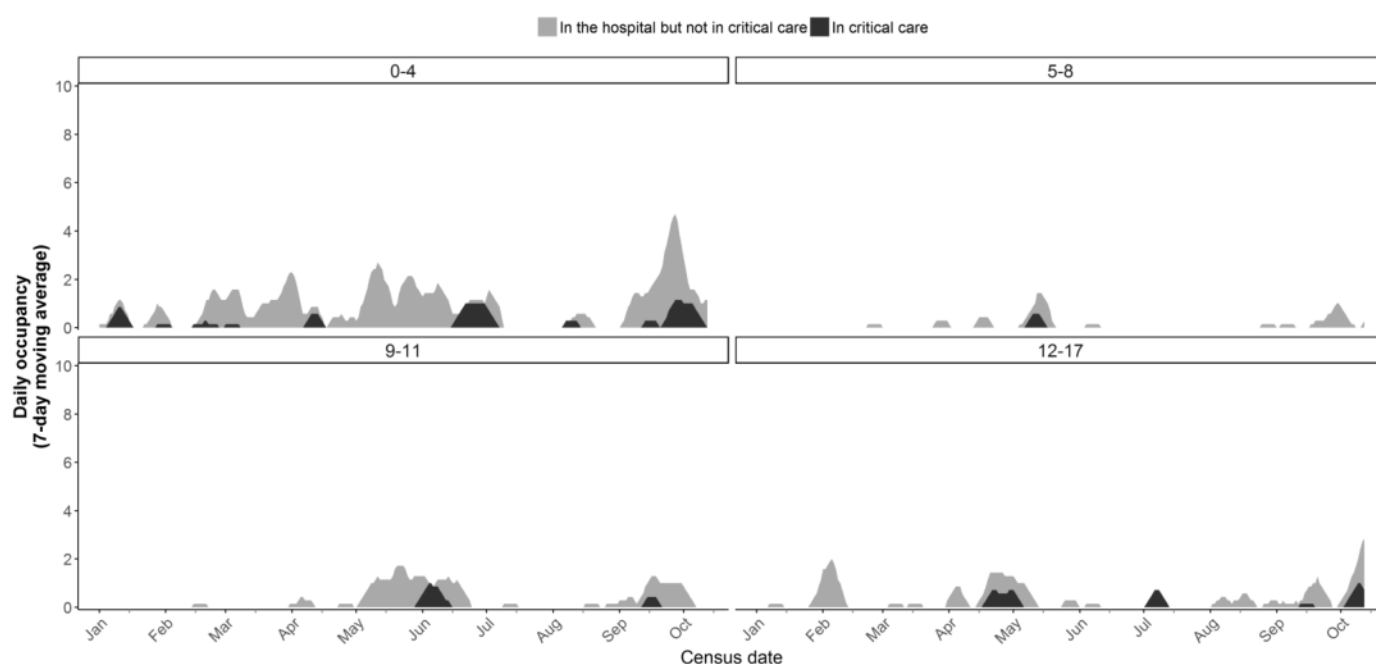 In the hospital but not in critical care In critical care
0-4 5-8
10
8
6
4
2
0
9-11 12-17
10
8
6
4
2
0
Daily occupancy
(7-day moving average)
Jan Feb Mar Apr May Jun Jul Aug Sep Oct Jan Feb Mar Apr May Jun Jul Aug Sep Oct
Census date